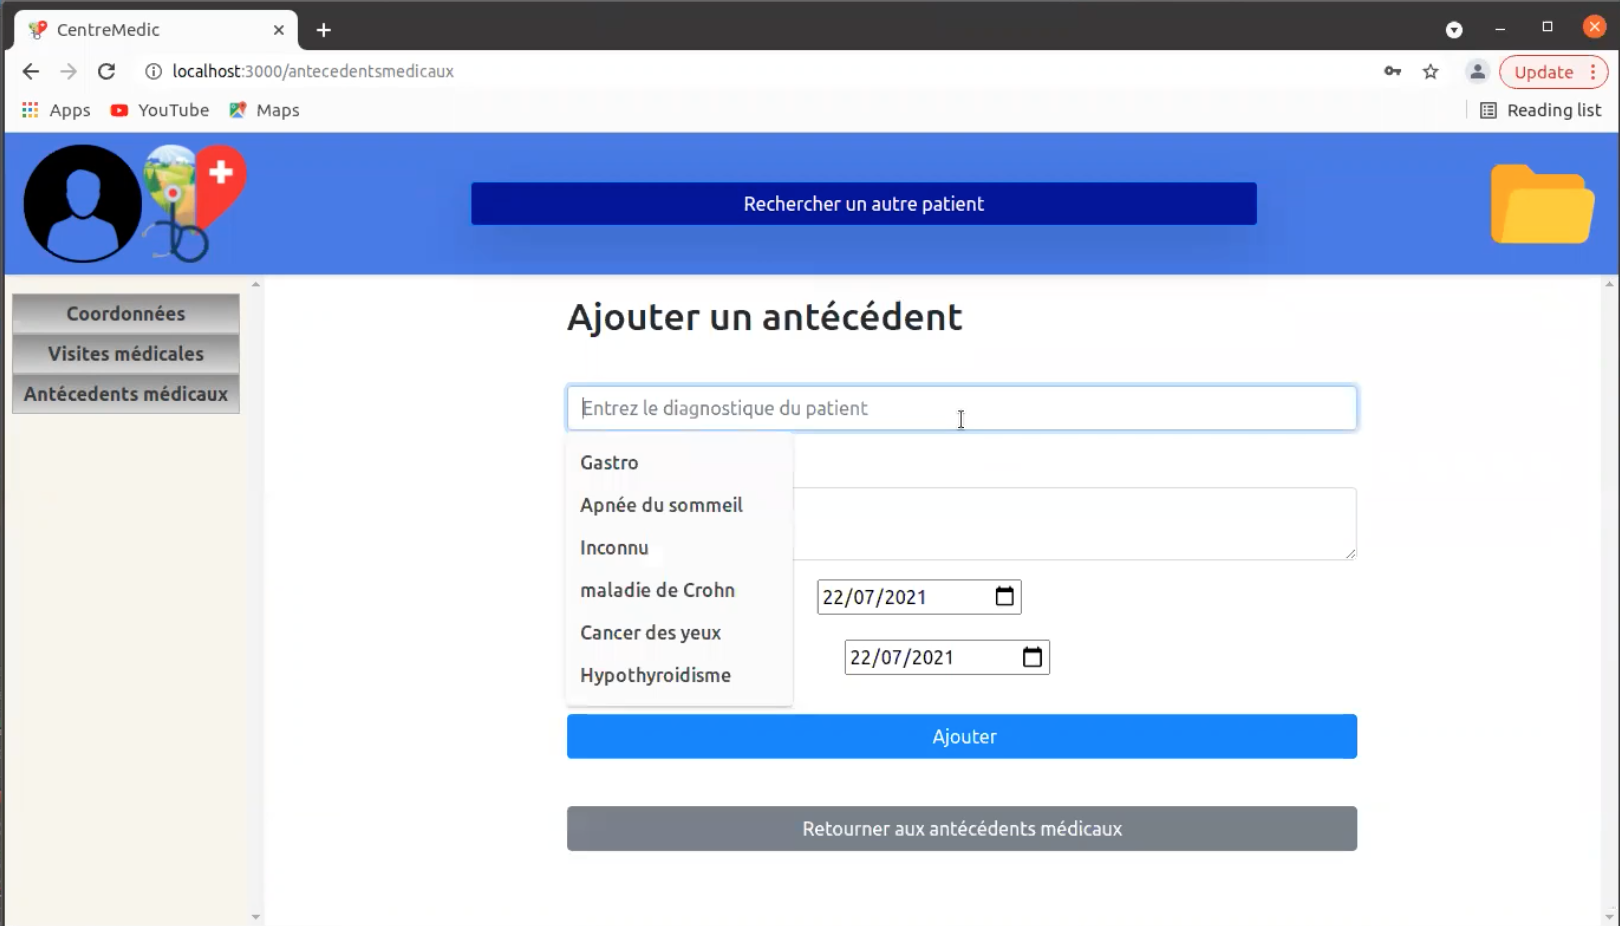 CentreMedic
localhost:3000/antecedentsmedicaux
Update
Apps YouTube Maps Reading list
Rechercher un autre patient
Coordonnées
Visites médicales
Antécedents médicaux
Ajouter un antécédent
Entrez le diagnostique du patient
Gastro
Apnée du sommeil
Inconnu
maladie de Crohn
Cancer des yeux
Hypothyroidisme
22/07/2021
22/07/2021
Ajouter
Retourner aux antécédents médicaux